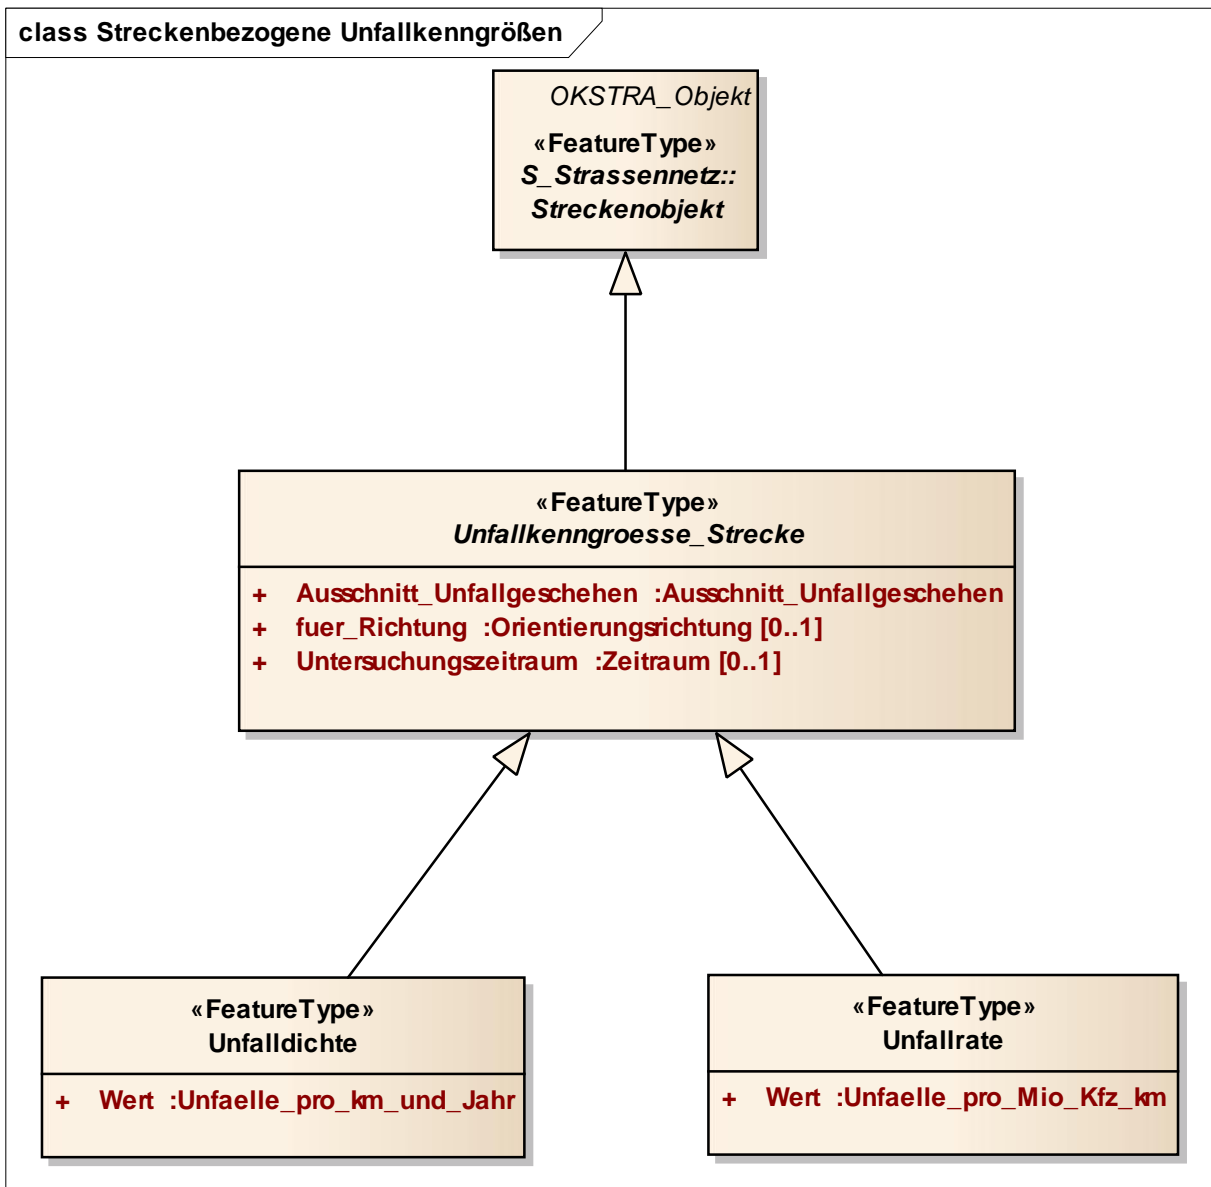 class Streckenbezogene Unfallkenngrößen
OKSTRA_Objekt
«FeatureType»
S_Strassennetz::
Streckenobjekt
«FeatureType»
Unfallkenngroesse_Strecke
+ Ausschnitt_Unfallgeschehen :Ausschnitt_Unfallgeschehen
+ fuer_Richtung :Orientierungsrichtung [0..1]
+ Untersuchungszeitraum :Zeitraum [0..1]
«FeatureType»
Unfalldichte
+ Wert :Unfaelle_pro_km_und_Jahr
«FeatureType»
Unfallrate
+ Wert :Unfaelle_pro_Mio_Kfz_km